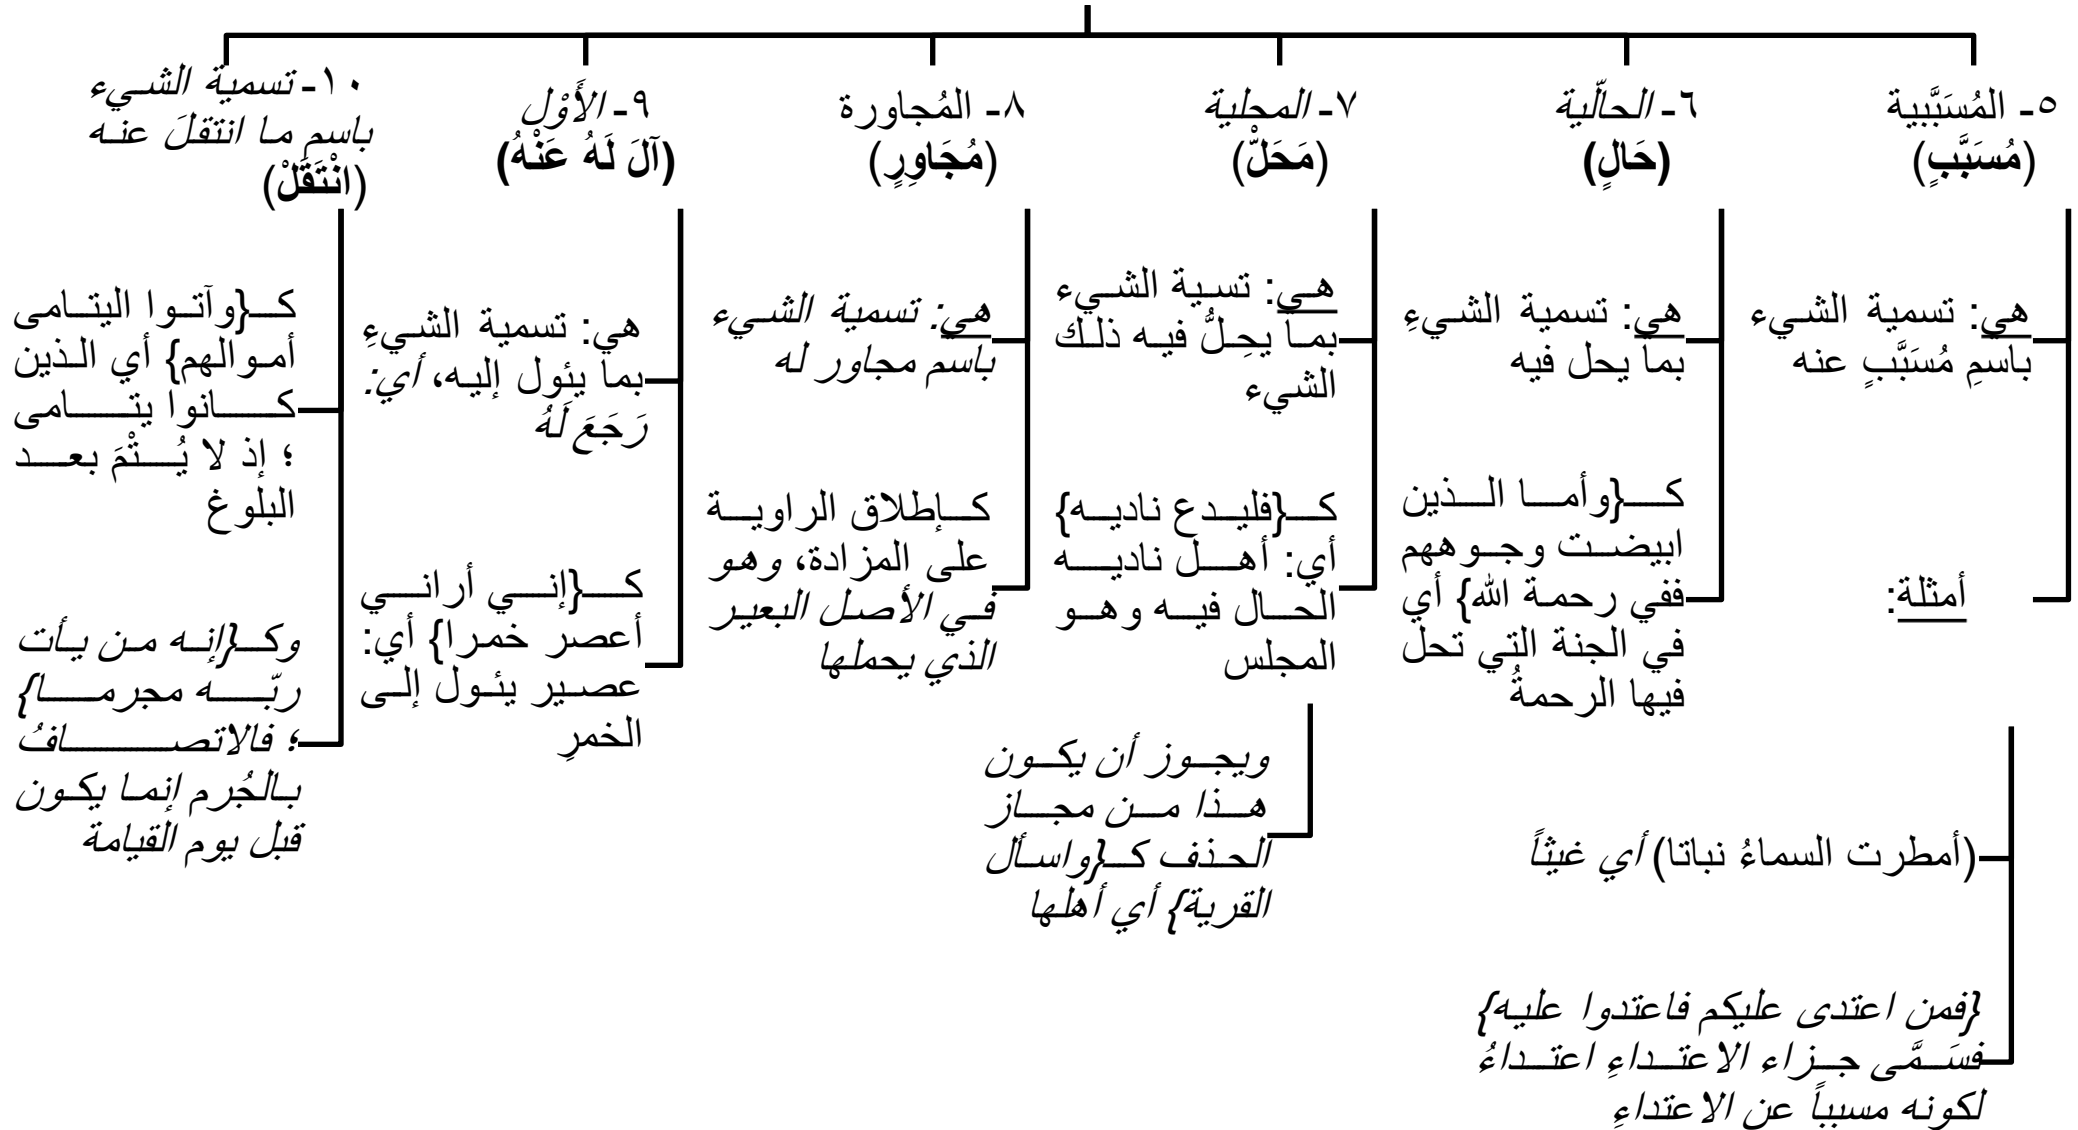 ٥- المُسَبَّبية
(مُسَبَّبٍ)
هي: تسمية الشيء
باسمِ مُسَبَّبٍ عنه
أمثلة:
(أمطرت السماءُ نباتا) أي غيثاً
{فمن اعتدى عليكم فاعتدوا عليه}
فسَمَّى جزاء الاعتداءِ اعتداءُ
لكونه مسبباً عن الاعتداءِ
٦- الحالّية
(حَالٍ)
هي: تسمية الشيءِ
بما يحل فيه
كـ{وأما الذين
ابيضت وجوههم
ففي رحمة الله} أي
في الجنة التي تحل
فيها الرحمةُ
٧- المحلية
(مَحَلْ)
هي: تسية الشيء
بما يحِلُّ فيه ذلك
الشيء
كـ{فليدع ناديه}
أي: أهل ناديه
الحال فيه وهو
المجلس
ويجوز أن يكون
هذا من مجاز
الحذف كـ{واسأل
القرية} أي أهلها
٨- المُجاورة
(مُجَاوِرٍ)
هي: تسمية الشيء
باسم مجاور له
كإطلاق الراوية
على المزادة، وهو
في الأصل البعير
الذي يحملها
٩- الأَوْل
(آلَ لَهُ عَنْهُ)
هي: تسمية الشيءِ
بما يئول إليه، أي:
رَجَعَ لَهُ
كـ{إني أراني
أعصر خمرا} أي:
عصير يئول إلى
الخمرِ
١٠- تسمية الشيء
باسم ما انتقلَ عنه
(انْتَقَلْ)
كـ{وآتوا اليتامى
أموالهم} أي الذين
كانوا يتامى
؛ إذ لا يُتْمَ بعد
البلوغ
وكـ{إنه من يأت
ربّه مجرما}
؛ فالاتصافُ
بالجُرم إنما يكون
قبل يوم القيامة